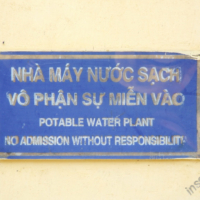 NHÀ MÁY NƯỚC SẠCH
VÔ PHẬN SỰ MIỄN VÀO
POTABLE WATER PLANT
NO ADMISSION WITHOUT RESPONSIBILITY